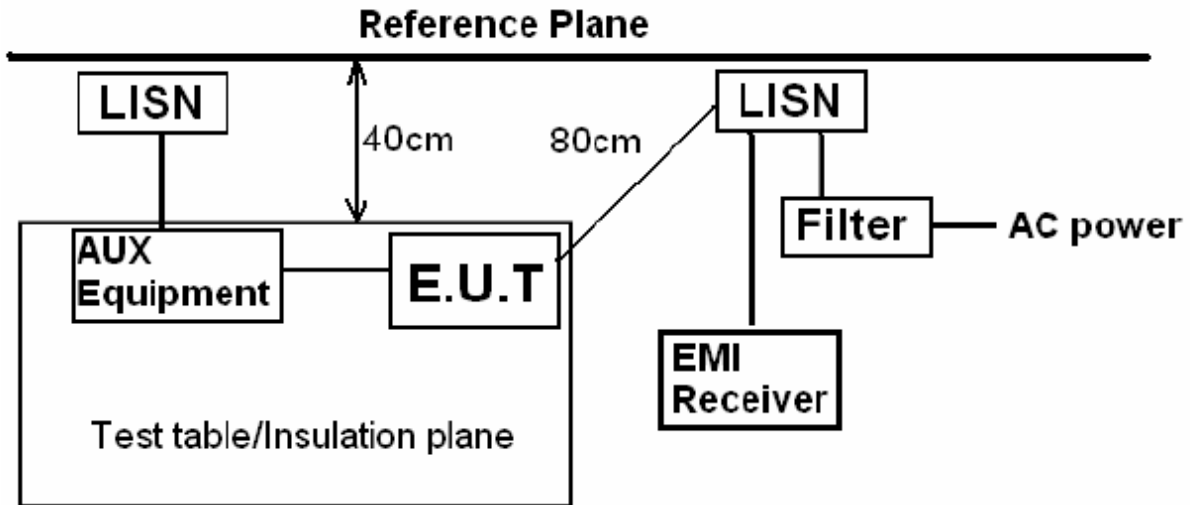 Reference Plane
LISN
LISN
40cm
80cm
Filter
AC power
AUX
Equipment
E.U.T
EMI
Receiver
Test table/Insulation plane